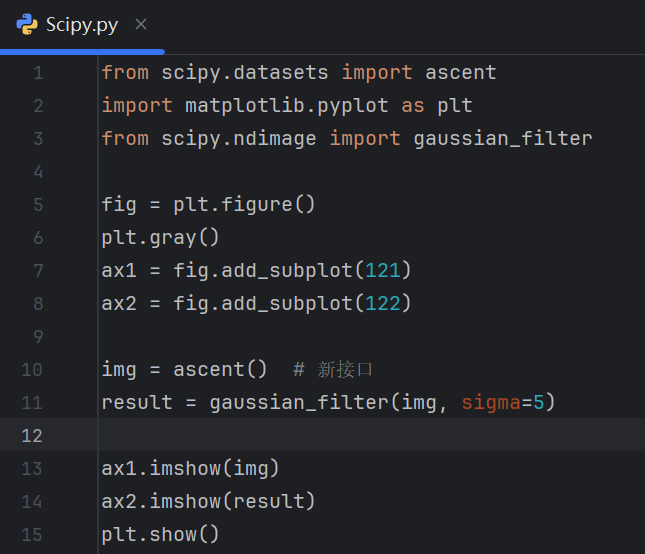 Scipy.py ×
1 from scipy.datasets import ascent
2 import matplotlib.pyplot as plt
3 from scipy.ndimage import gaussian_filter
4
5 fig = plt.figure()
6 plt.gray()
7 ax1 = fig.add_subplot(121)
8 ax2 = fig.add_subplot(122)
9
10 img = ascent()  # 新接口
11 result = gaussian_filter(img, sigma=5)
12
13 ax1.imshow(img)
14 ax2.imshow(result)
15 plt.show()